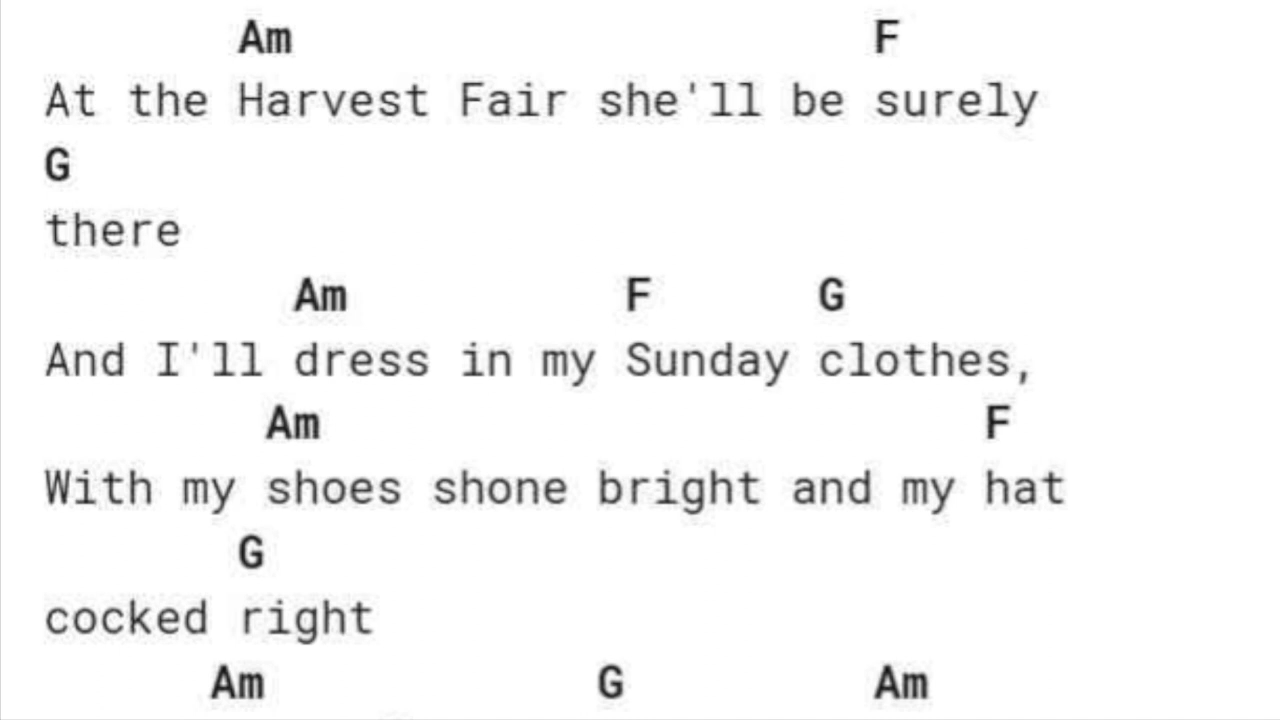 Am F
At the Harvest Fair she'll be surely
G
there
Am F G
And I'll dress in my Sunday clothes,
Am F
With my shoes shone bright and my hat
G
cocked right
Am G Am